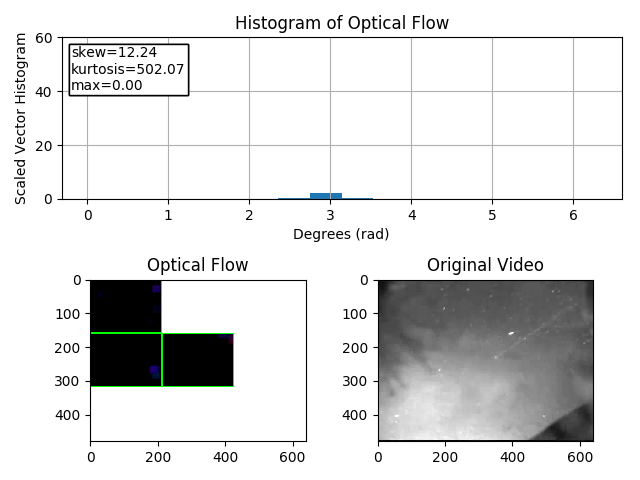 Histogram of Optical Flow
60
40
20
0
Scaled Vector Histogram
skew=12.24
kurtosis=502.07
max=0.00
0 1 2 3 4 5 6
Degrees (rad)
Optical Flow
0
100
200
300
400
0 200 400 600
Original Video
0
100
200
300
400
0 200 400 600